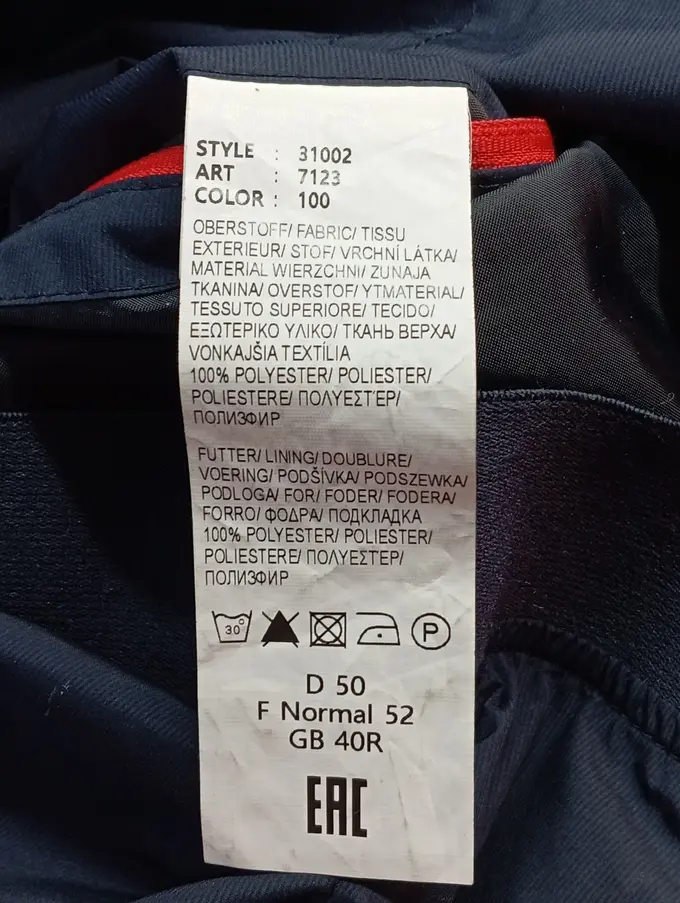 STYLE : 31002
ART : 7123
COLOR : 100
OBERSTOFF/ FABRIC/ TISSU
EXTERIEUR/ STOF/ VRCHNÍ LÁTKA/
MATERIAL WIERZCHNI/ ZUNAJA
TKANINA/ OVERSTOF/ YTMATERIAL/
TESSUTO SUPERIORE/ TECIDO/
ΕΞΩΤΕΡΙΚΟ ΥΛΙΚΟ/ ТКАНЬ ВЕРХА/
VONKAJŠIA TEXTÍLIA
100% POLYESTER/ POLIESTER/
POLIESTERE/ ΠΟΛΥΕΣΤΈΡ/
ПОЛИЗФИР
FUTTER/ LINING/ DOUBLURE/
VOERING/ PODŠÍVKA/ PODSZEWKA/
PODLOGA/ FOR/ FODER/ FODERA/
FORRO/ ΦΟΔΡΑ/ ПОДКЛАДКА
100% POLYESTER/ POLIESTER/
POLIESTERE/ ΠΟΛΥΕΣΤΕΡ/
ПОЛИЗФИР
30° P
D 50
F Normal 52
GB 40R
EAC